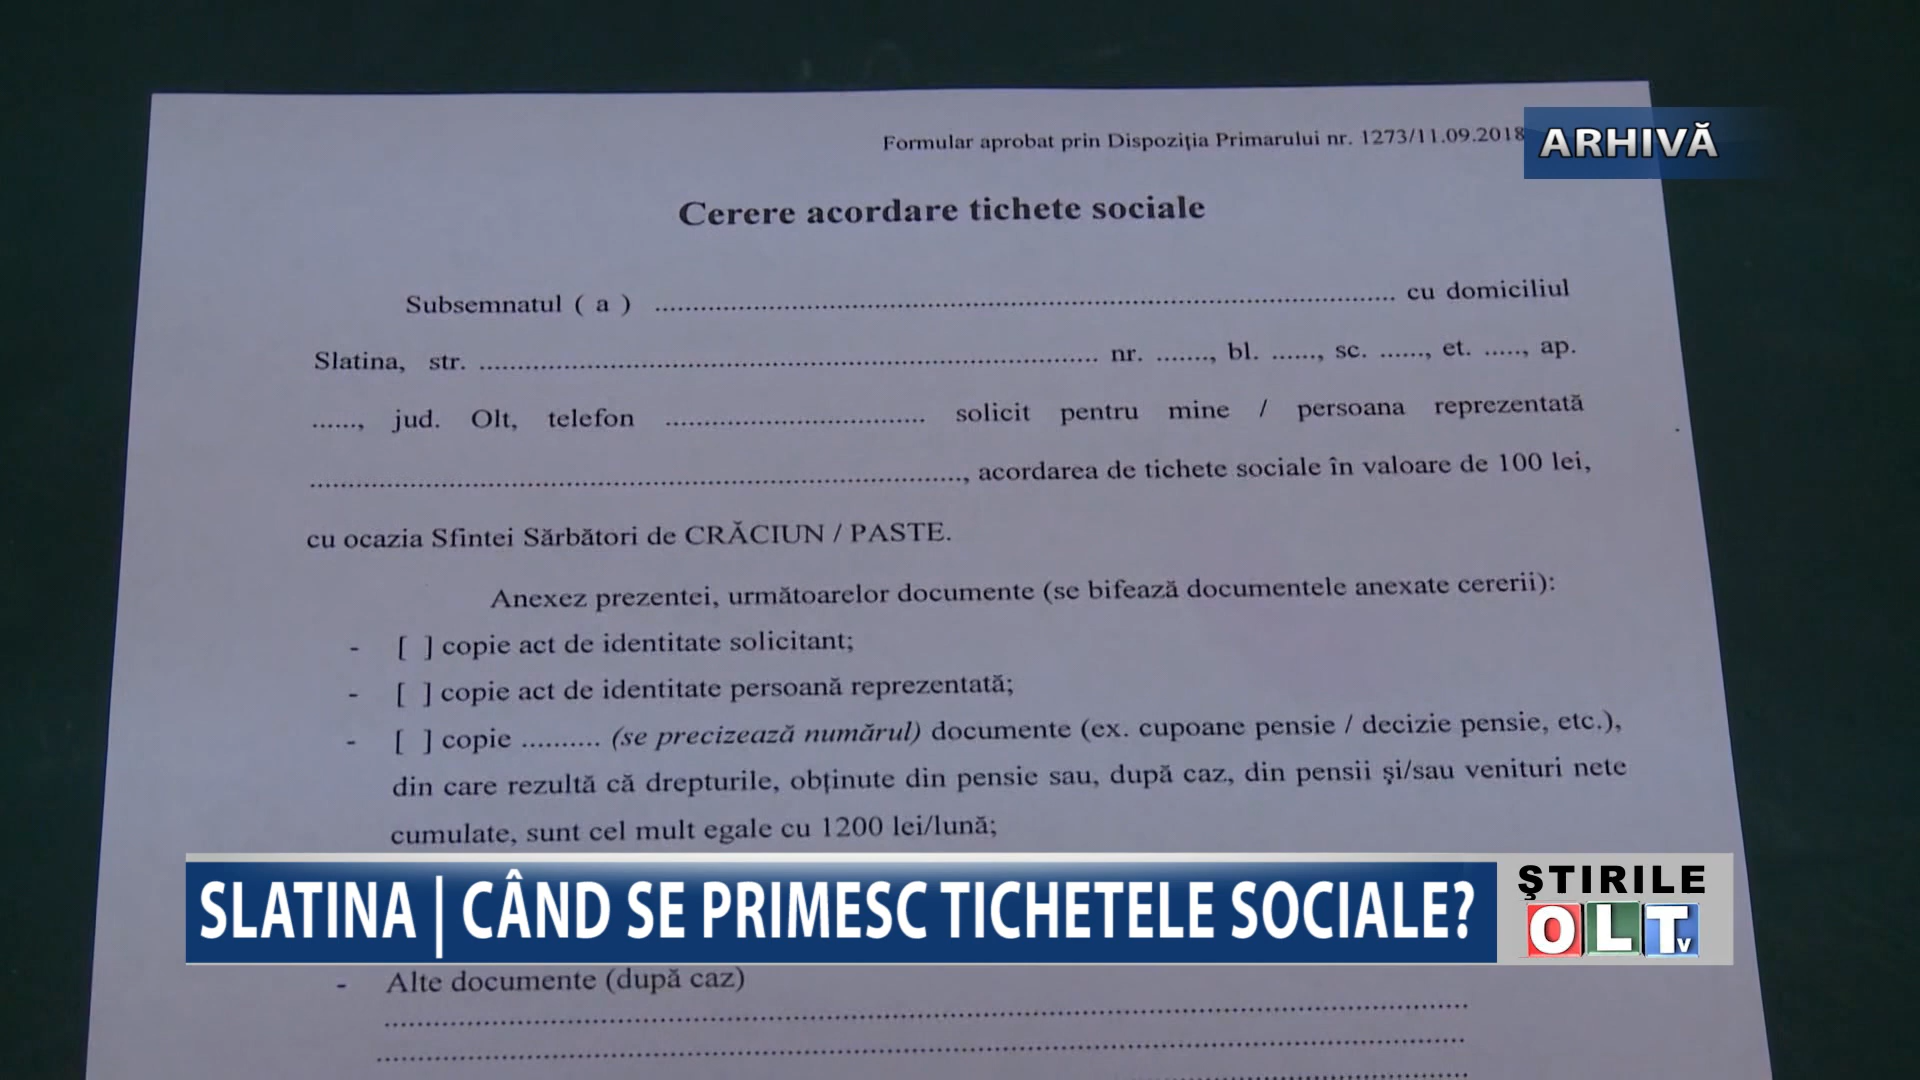 Formular aprobat prin Dispoziţia Primarului nr. 1273/11.09.2018
ARHIVĂ
Cerere acordare tichete sociale
Subsemnatul ( a ) .......................................................................................... cu domiciliul
Slatina, str. .......................................................................... nr. ......., bl. ......, sc. ......, et. ....., ap.
......, jud. Olt, telefon .................................. solicit pentru mine / persoana reprezentată
..................................................................................., acordarea de tichete sociale în valoare de 100 lei,
cu ocazia Sfintei Sărbători de CRĂCIUN / PASTE.
Anexez prezentei, următoarelor documente (se bifează documentele anexate cererii):
- [ ] copie act de identitate solicitant;
- [ ] copie act de identitate persoană reprezentată;
- [ ] copie .......... (se precizează numărul) documente (ex. cupoane pensie / decizie pensie, etc.),
din care rezultă că drepturile, obţinute din pensie sau, după caz, din pensii şi/sau venituri nete
cumulate, sunt cel mult egale cu 1200 lei/lună;
SLATINA | CÂND SE PRIMESC TICHETELE SOCIALE?
ŞTIRILE
OLT
TV
- Alte documente (după caz)
..........................................................................................
..........................................................................................